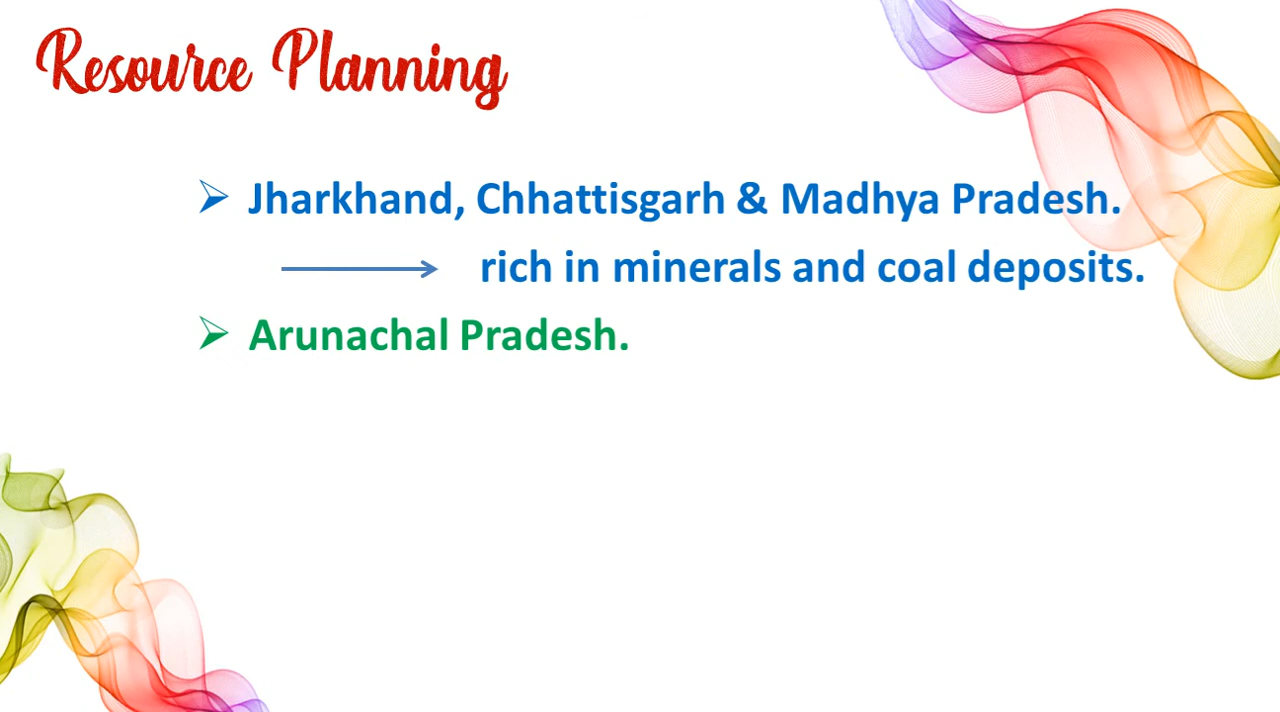 Resource Planning
➢ Jharkhand, Chhattisgarh & Madhya Pradesh.
rich in minerals and coal deposits.
➢ Arunachal Pradesh.